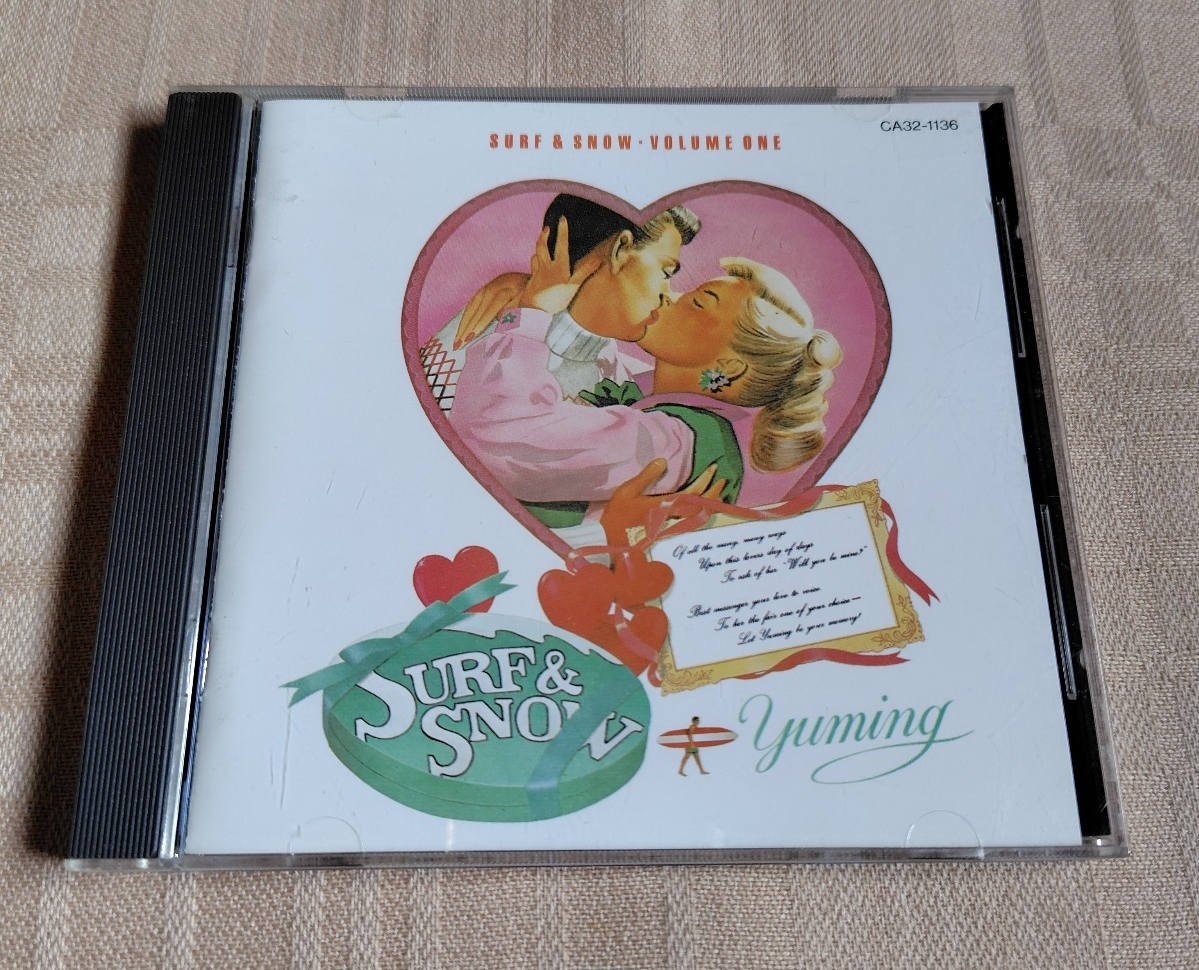 SURF & SNOW · VOLUME ONE
CA32-1136
Of all the many, many ways
Upon this lovers day of days
To ask of her "Will you be mine?"
Best messenger your love to voice
To her the fair one of your choice—
Let Yuming be your memory!
SURF &
SNOW
Yuming